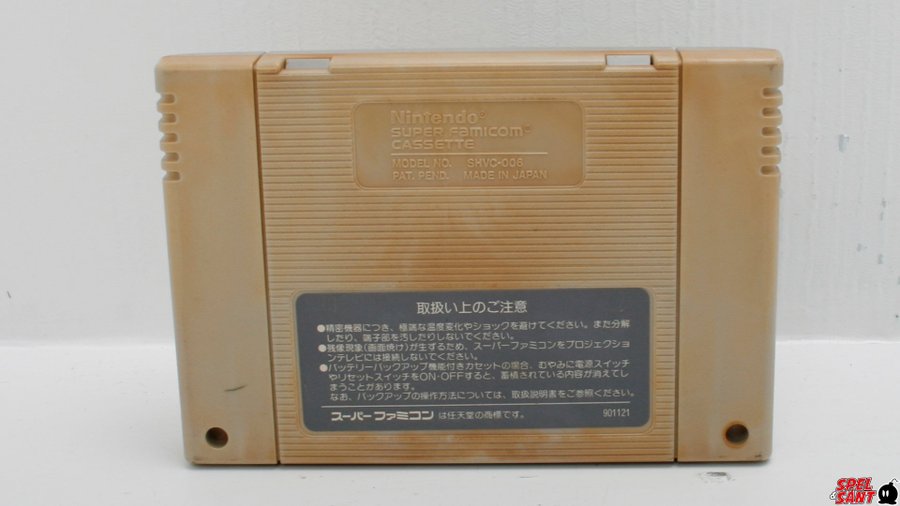 Nintendo®
SUPER FAMICOM®
CASSETTE
MODEL NO. SHVC-006
PAT. PEND. MADE IN JAPAN
取扱い上のご注意
●精密機器につき、極端な温度変化やショックを避けてください。また分解
したり、端子部を汚したりしないでください。
●残像現象(画面焼け)が生ずるため、スーパーファミコンをプロジェクショ
ンテレビには接続しないでください。
●バッテリーバックアップ機能付きカセットの場合、むやみに電源スイッチ
やリセットスイッチをON・OFFすると、蓄積されている内容が消えてし
まうことがあります。
なお、バックアップの操作方法については、取扱説明書をご参照ください。
スーパーファミコン は任天堂の商標です。 901121
SPEL
SANT